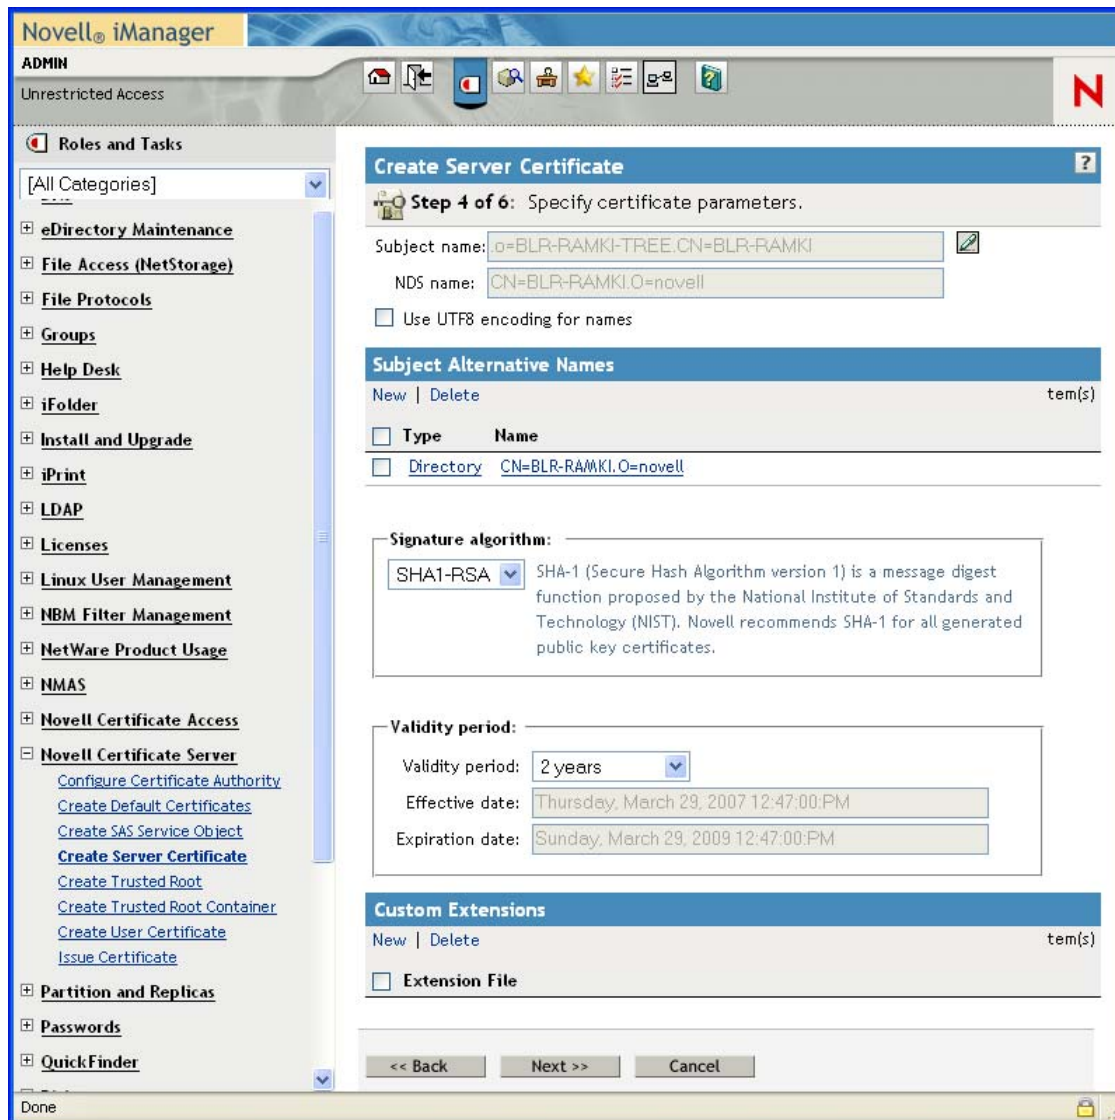 Novell® iManager
ADMIN
Unrestricted Access
N
Roles and Tasks
[All Categories]
eDirectory Maintenance
File Access (NetStorage)
File Protocols
Groups
Help Desk
iFolder
Install and Upgrade
iPrint
LDAP
Licenses
Linux User Management
NBM Filter Management
NetWare Product Usage
NMAS
Novell Certificate Access
Novell Certificate Server
Configure Certificate Authority
Create Default Certificates
Create SAS Service Object
Create Server Certificate
Create Trusted Root
Create Trusted Root Container
Create User Certificate
Issue Certificate
Partition and Replicas
Passwords
QuickFinder
Create Server Certificate
?
Step 4 of 6: Specify certificate parameters.
Subject name: .o=BLR-RAMKI-TREE.CN=BLR-RAMKI
NDS name: CN=BLR-RAMKI.O=novell
Use UTF8 encoding for names
Subject Alternative Names
New | Delete tem(s)
Type Name
Directory CN=BLR-RAMKI.O=novell
Signature algorithm:
SHA1-RSA
SHA-1 (Secure Hash Algorithm version 1) is a message digest
function proposed by the National Institute of Standards and
Technology (NIST). Novell recommends SHA-1 for all generated
public key certificates.
Validity period:
Validity period: 2 years
Effective date: Thursday, March 29, 2007 12:47:00:PM
Expiration date: Sunday, March 29, 2009 12:47:00:PM
Custom Extensions
New | Delete tem(s)
Extension File
<< Back Next >> Cancel
Done